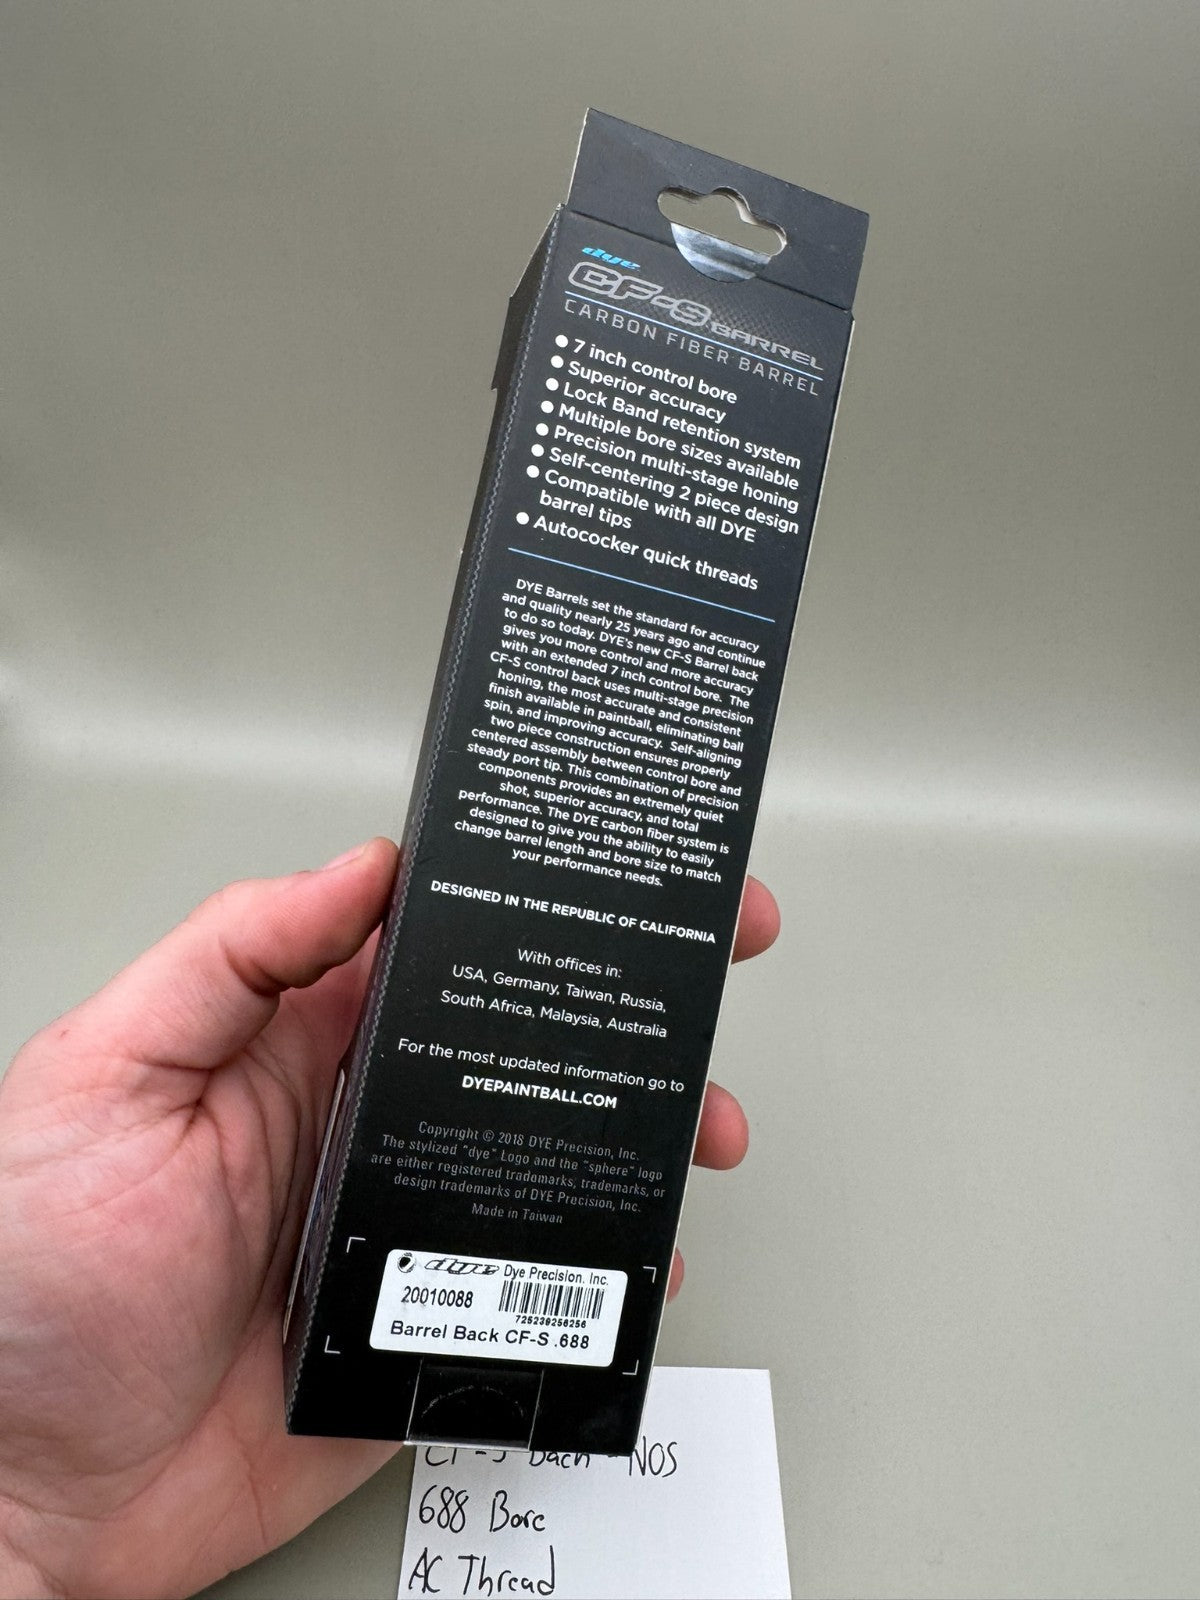 dye
CF-S BARREL
CARBON FIBER BARREL
● 7 inch control bore
● Superior accuracy
● Lock Band retention system
● Multiple bore sizes available
● Precision multi-stage honing
● Self-centering 2 piece design
● Compatible with all DYE
barrel tips
● Autococker quick threads
DYE Barrels set the standard for accuracy
and quality nearly 25 years ago and continue
to do so today. DYE's new CF-S Barrel back
gives you more control and more accuracy
with an extended 7 inch control bore. The
CF-S control back uses multi-stage precision
honing, the most accurate and consistent
finish available in paintball, eliminating ball
spin, and improving accuracy. Self-aligning
two piece construction ensures properly
centered assembly between control bore and
steady port tip. This combination of precision
components provides an extremely quiet
shot, superior accuracy, and total
performance. The DYE carbon fiber system is
designed to give you the ability to easily
change barrel length and bore size to match
your performance needs.
DESIGNED IN THE REPUBLIC OF CALIFORNIA
With offices in:
USA, Germany, Taiwan, Russia,
South Africa, Malaysia, Australia
For the most updated information go to
DYEPAINTBALL.COM
Copyright © 2018 DYE Precision, Inc.
The stylized "dye" Logo and the "sphere" logo
are either registered trademarks, trademarks, or
design trademarks of DYE Precision, Inc.
Made in Taiwan
dye Dye Precision. Inc.
20010088
725239256256
Barrel Back CF-S .688
CF-S Back - NOS
688 Bore
AC Thread